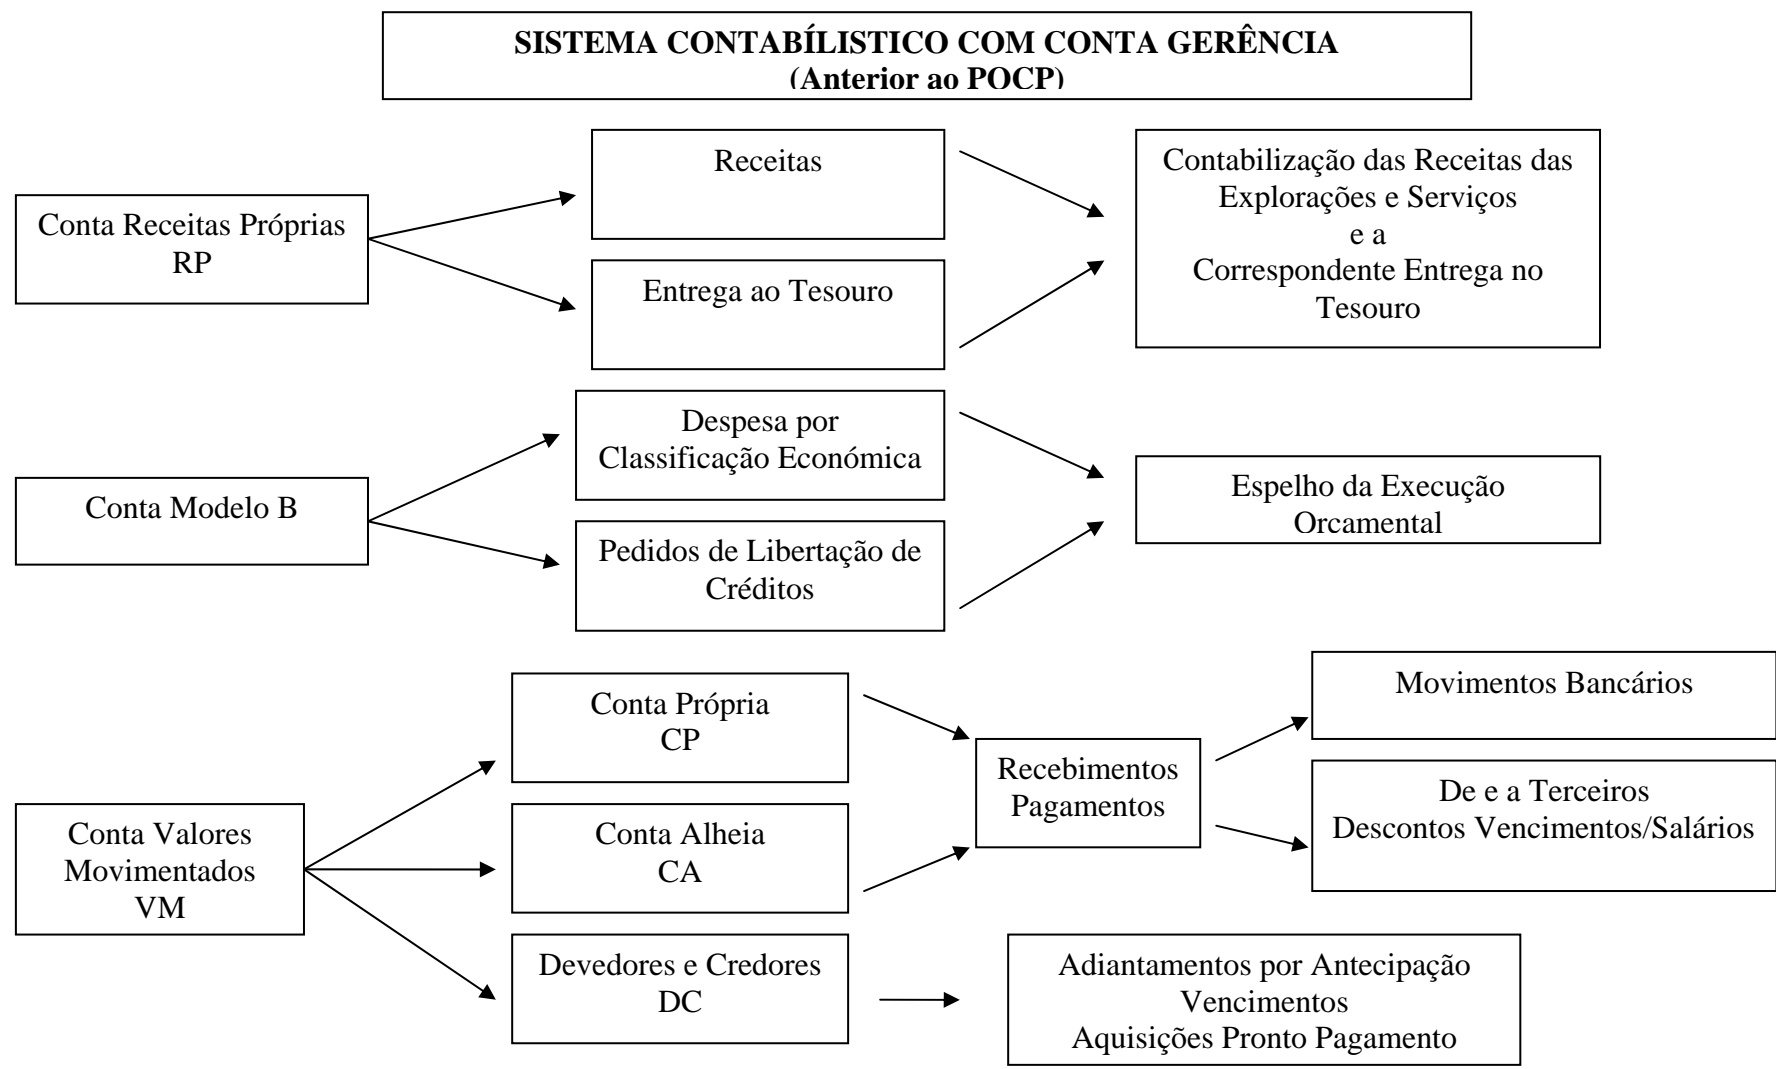 SISTEMA CONTABÍLISTICO COM CONTA GERÊNCIA
(Anterior ao POCP)
Conta Receitas Próprias
RP
Receitas
Entrega ao Tesouro
Contabilização das Receitas das
Explorações e Serviços
e a
Correspondente Entrega no
Tesouro
Conta Modelo B
Despesa por
Classificação Económica
Pedidos de Libertação de
Créditos
Espelho da Execução
Orcamental
Conta Valores
Movimentados
VM
Conta Própria
CP
Conta Alheia
CA
Devedores e Credores
DC
Recebimentos
Pagamentos
Movimentos Bancários
De e a Terceiros
Descontos Vencimentos/Salários
Adiantamentos por Antecipação
Vencimentos
Aquisições Pronto Pagamento